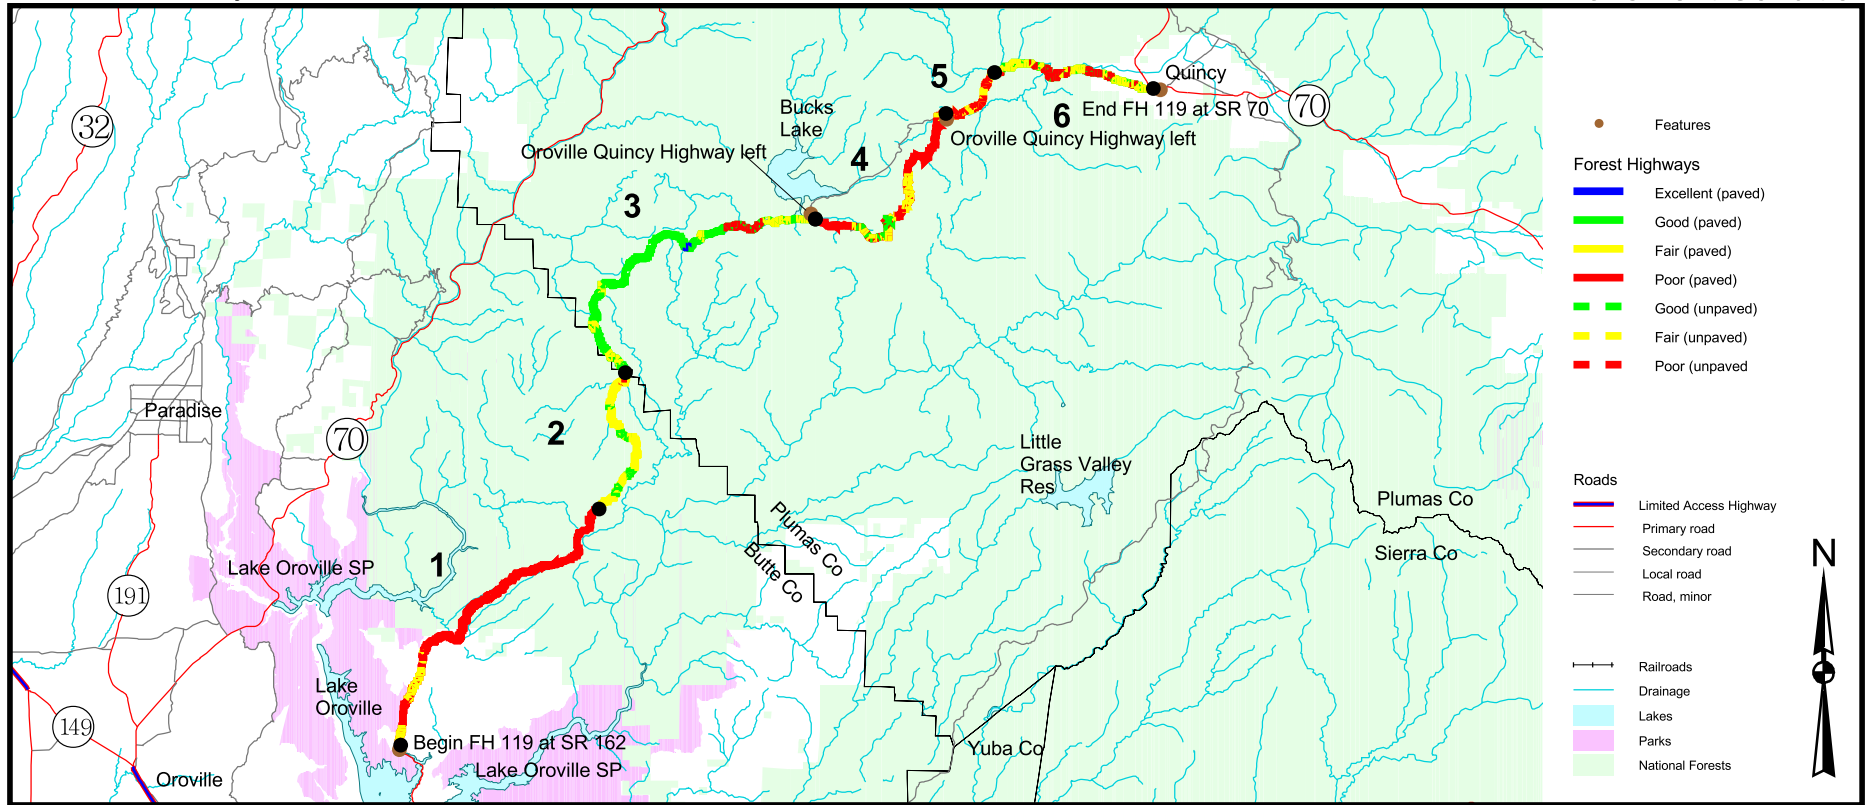 32
Bucks
Lake
5
Quincy
6
End FH 119 at SR 70
70
Oroville Quincy Highway left
Oroville Quincy Highway left
4
3
Paradise
70
2
Little
Grass Valley
Res
Plumas Co
Sierra Co
Plumas Co
Butte Co
1
Lake Oroville SP
191
Lake
Oroville
149
Begin FH 119 at SR 162
Lake Oroville SP
Oroville
Yuba Co
Features
Forest Highways
Excellent (paved)
Good (paved)
Fair (paved)
Poor (paved)
Good (unpaved)
Fair (unpaved)
Poor (unpaved
Roads
Limited Access Highway
Primary road
Secondary road
Local road
Road, minor
N
Railroads
Drainage
Lakes
Parks
National Forests